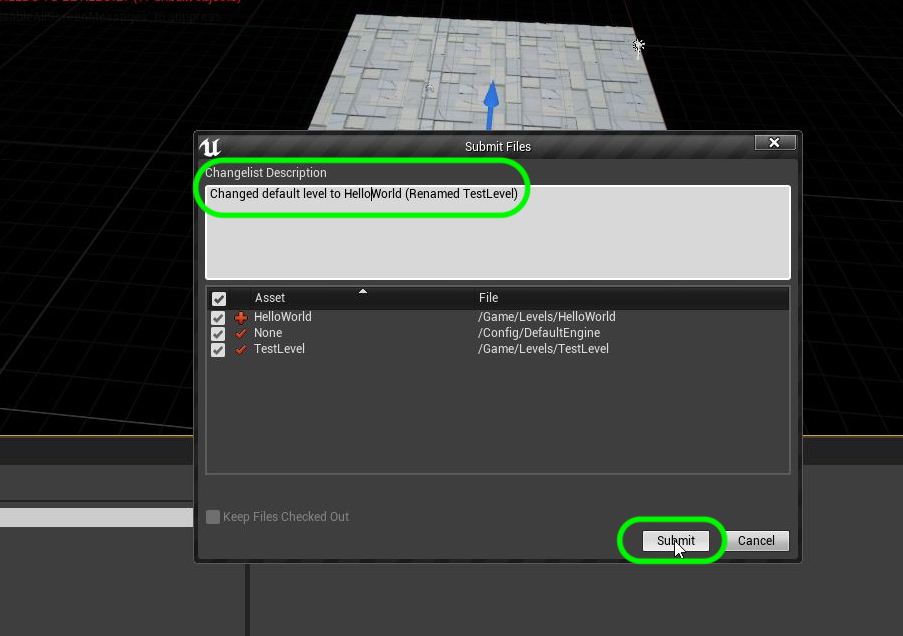 Submit Files
Changelist Description
Changed default level to HelloWorld (Renamed TestLevel)
Asset File
HelloWorld /Game/Levels/HelloWorld
None /Config/DefaultEngine
TestLevel /Game/Levels/TestLevel
Keep Files Checked Out
Submit Cancel